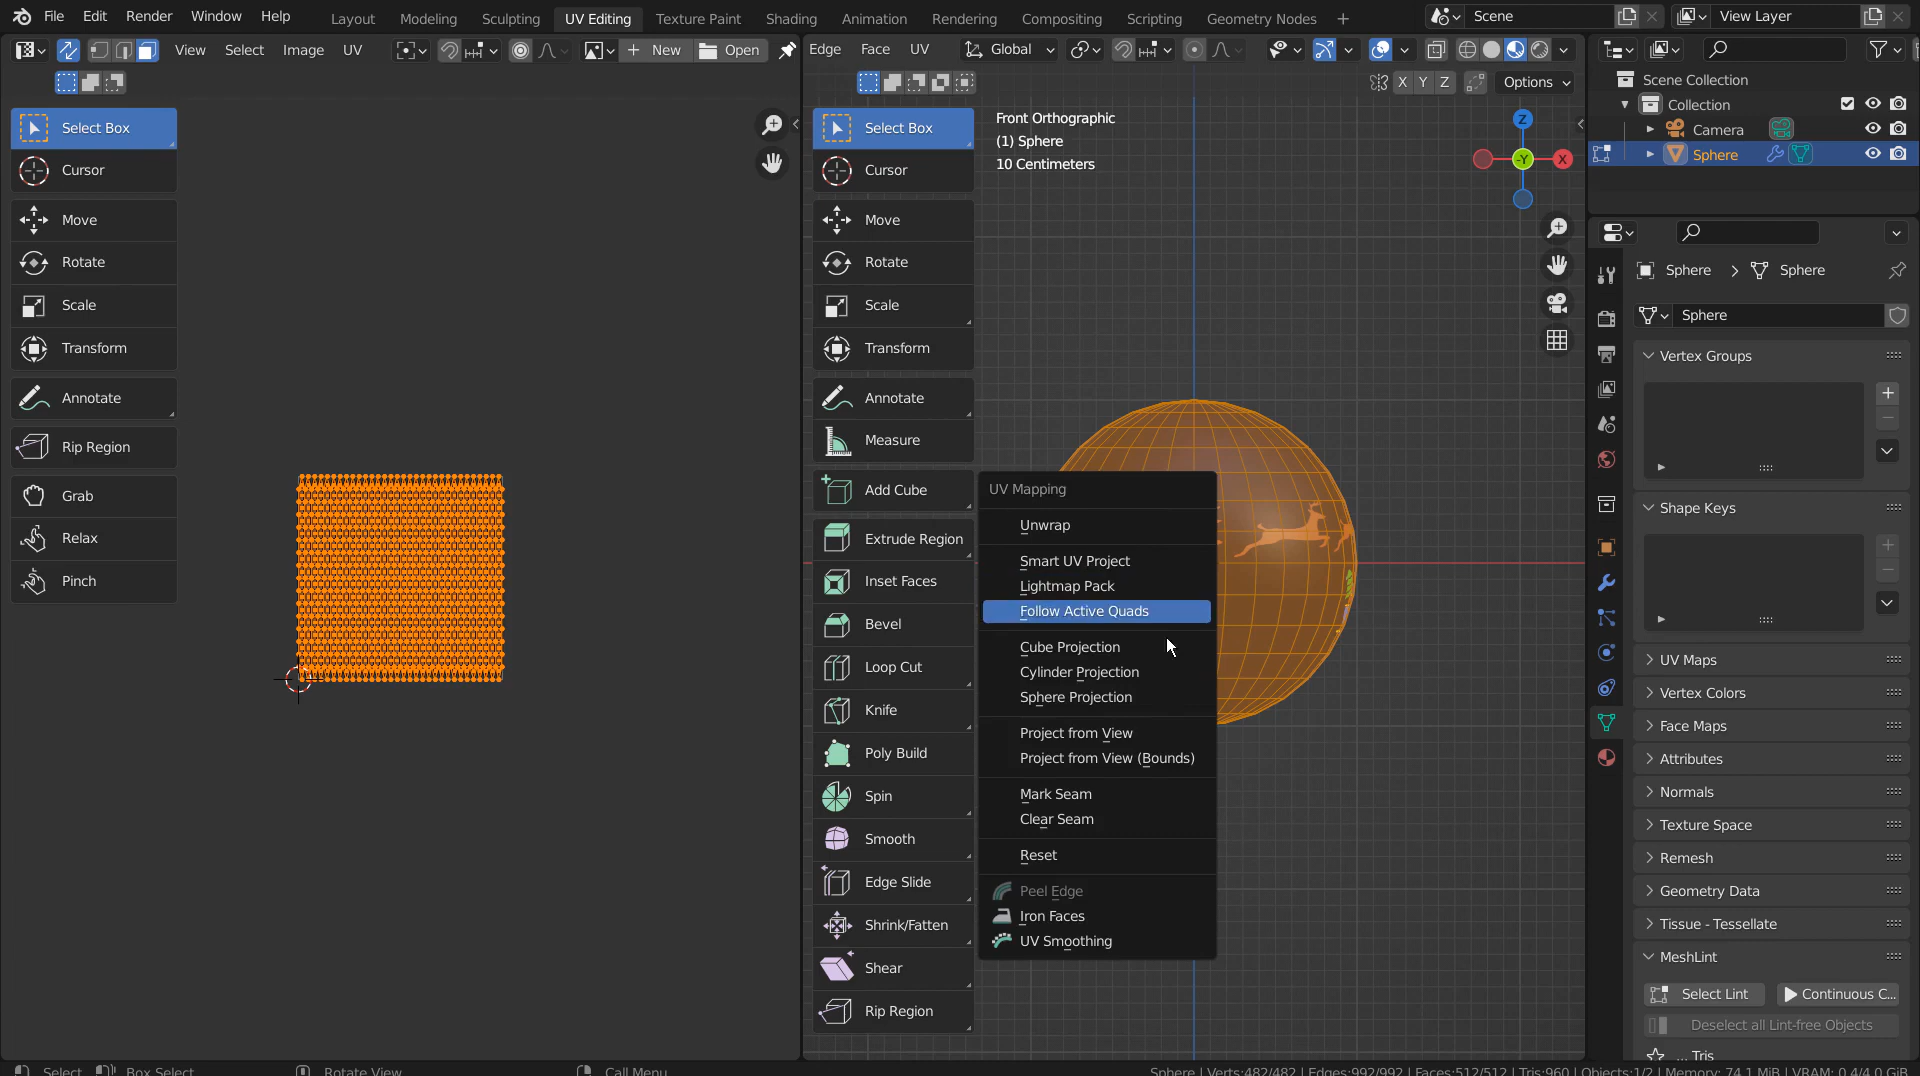 File Edit Render Window Help Layout Modeling Sculpting UV Editing Texture Paint Shading Animation Rendering Compositing Scripting Geometry Nodes + Scene View Layer
View Select Image UV New Open Edge Face UV Global
X Y Z Options
Select Box
Cursor
Move
Rotate
Scale
Transform
Annotate
Rip Region
Grab
Relax
Pinch
Select Box
Cursor
Move
Rotate
Scale
Transform
Annotate
Measure
Add Cube
Extrude Region
Inset Faces
Bevel
Loop Cut
Knife
Poly Build
Spin
Smooth
Edge Slide
Shrink/Fatten
Shear
Rip Region
Front Orthographic
(1) Sphere
10 Centimeters
Z
-Y X
UV Mapping
Unwrap
Smart UV Project
Lightmap Pack
Follow Active Quads
Cube Projection
Cylinder Projection
Sphere Projection
Project from View
Project from View (Bounds)
Mark Seam
Clear Seam
Reset
Peel Edge
Iron Faces
UV Smoothing
Scene Collection
Collection
Camera
Sphere
Sphere > Sphere
Sphere
Vertex Groups
Shape Keys
UV Maps
Vertex Colors
Face Maps
Attributes
Normals
Texture Space
Remesh
Geometry Data
Tissue - Tessellate
MeshLint
Select Lint Continuous C...
Deselect all Lint-free Objects
... Tris
Select Box Select Rotate View Call Menu Sphere | Verts:482/482 | Edges:992/992 | Faces:512/512 | Tris:960 | Objects:1/2 | Memory: 74.1 MiB | VRAM: 0.4/4.0 GiB